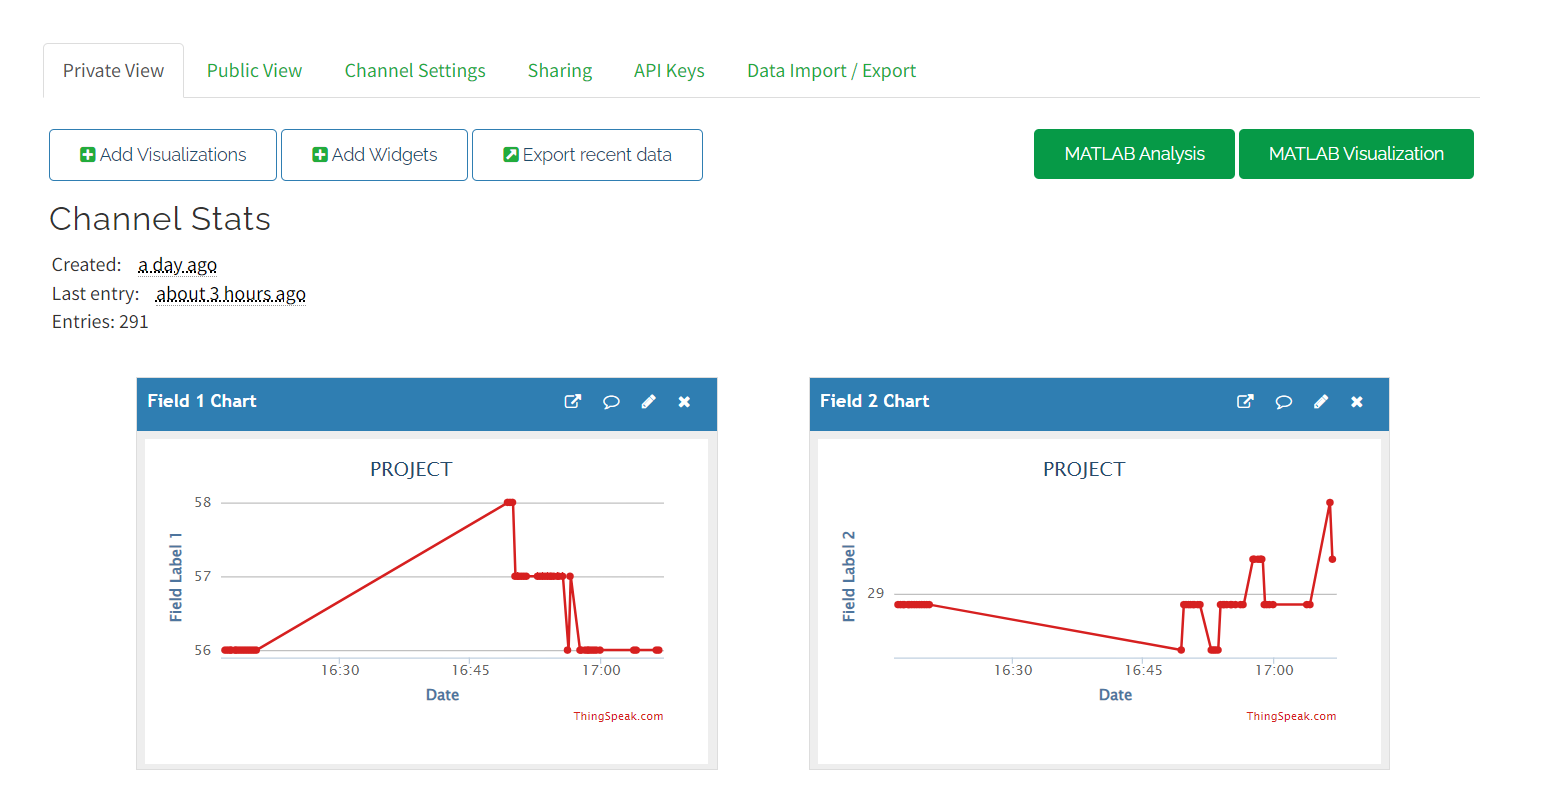 Private View Public View Channel Settings Sharing API Keys Data Import / Export
Add Visualizations Add Widgets Export recent data MATLAB Analysis MATLAB Visualization
Channel Stats
Created: a day ago
Last entry: about 3 hours ago
Entries: 291
Field 1 Chart
PROJECT
Field Label 1
58
57
56
16:30 16:45 17:00
Date
ThingSpeak.com
Field 2 Chart
PROJECT
Field Label 2
29
16:30 16:45 17:00
Date
ThingSpeak.com